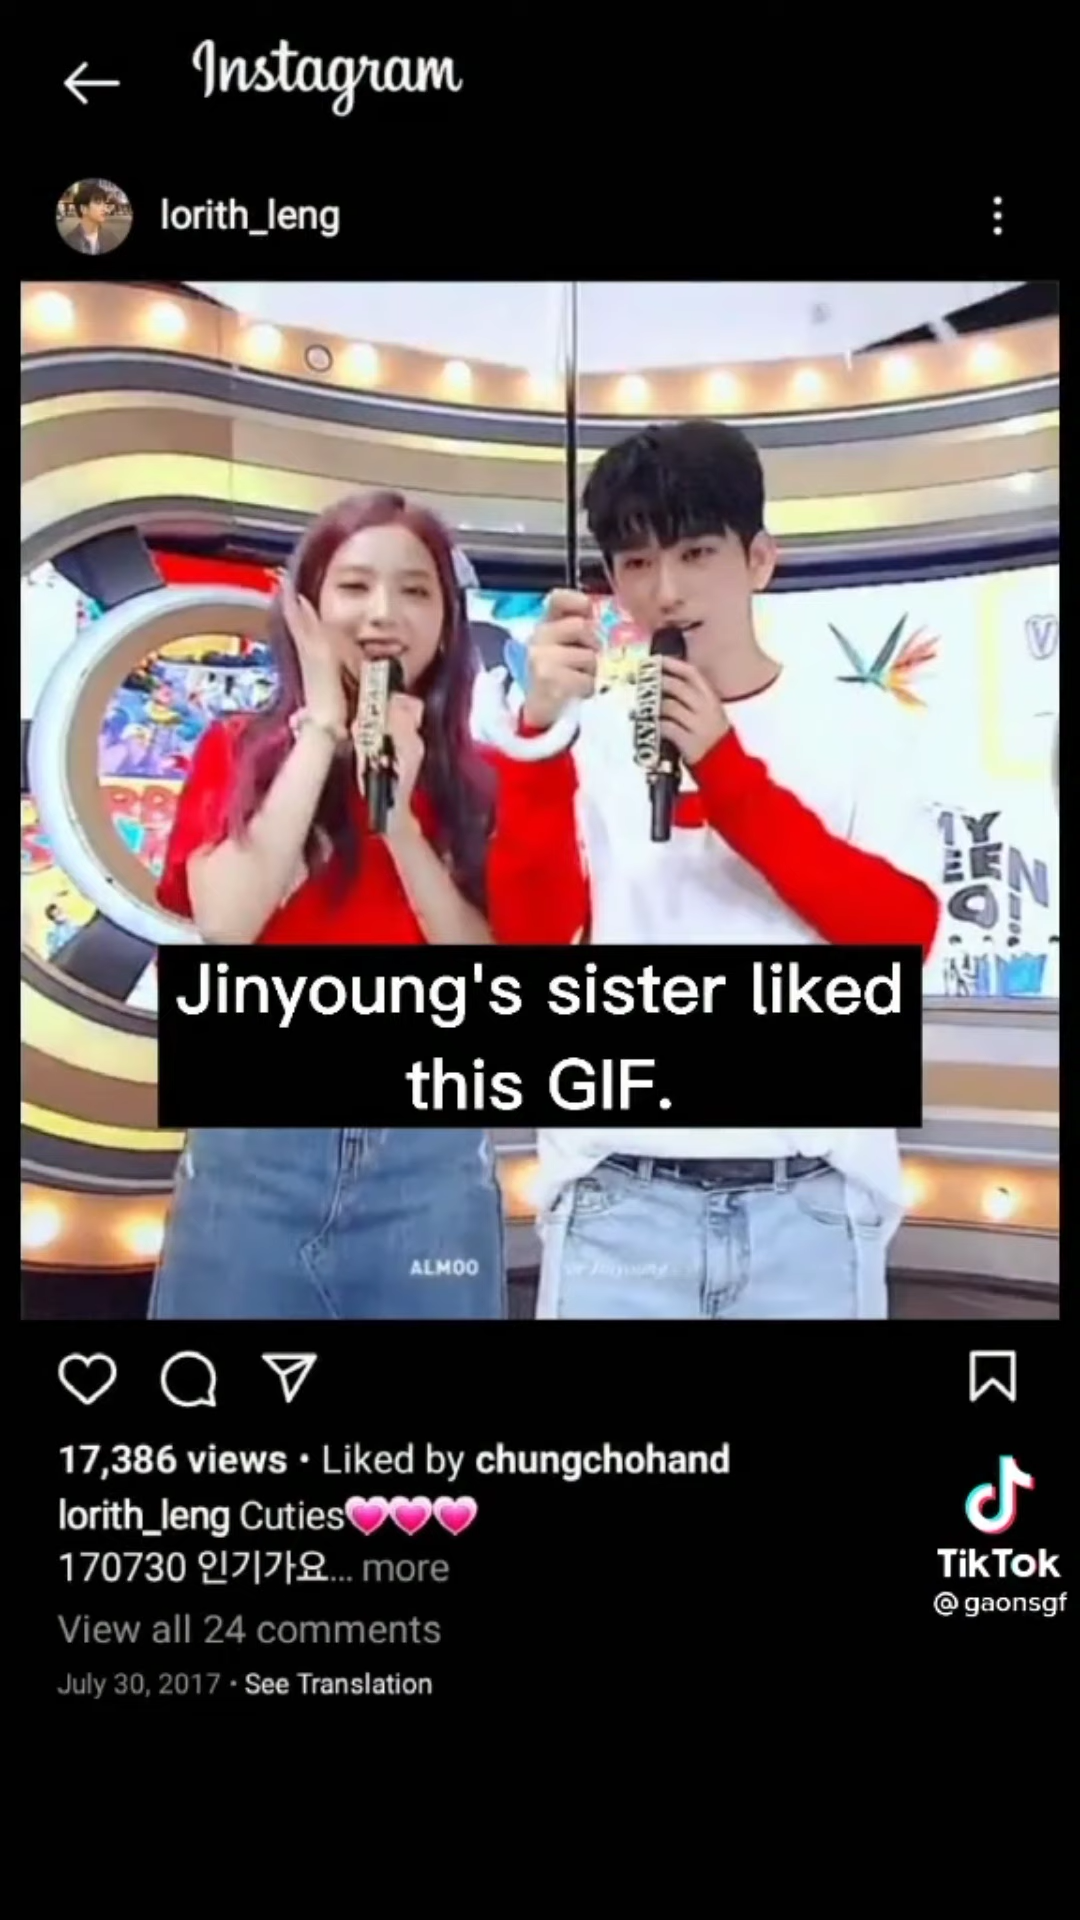 Instagram
lorith_leng
INKIGAYO
ALMOO
Jinyoung's sister liked
this GIF.
17,386 views • Liked by chungchohand
lorith_leng Cuties💗💗💗
170730 인기가요... more
View all 24 comments
July 30, 2017 • See Translation
TikTok
@gaonsgf